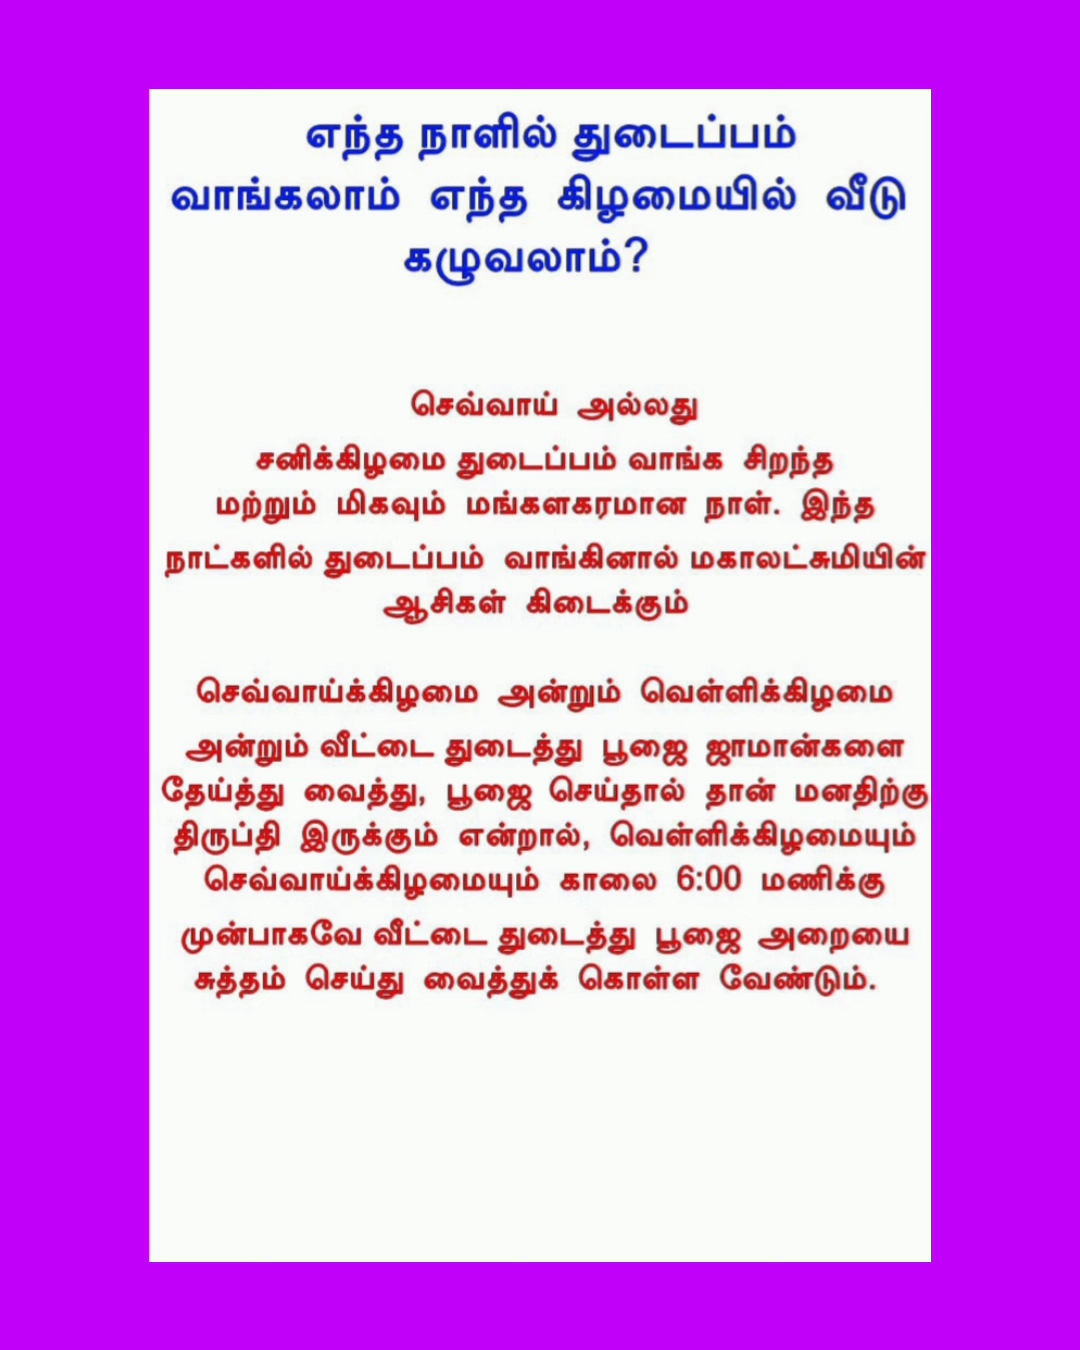 எந்த நாளில் துடைப்பம்
வாங்கலாம் எந்த கிழமையில் வீடு
கழுவலாம்?
செவ்வாய் அல்லது
சனிக்கிழமை துடைப்பம் வாங்க சிறந்த
மற்றும் மிகவும் மங்களகரமான நாள். இந்த
நாட்களில் துடைப்பம் வாங்கினால் மகாலட்சுமியின்
ஆசிகள் கிடைக்கும்
செவ்வாய்க்கிழமை அன்றும் வெள்ளிக்கிழமை
அன்றும் வீட்டை துடைத்து பூஜை ஜாமான்களை
தேய்த்து வைத்து, பூஜை செய்தால் தான் மனதிற்கு
திருப்தி இருக்கும் என்றால், வெள்ளிக்கிழமையும்
செவ்வாய்க்கிழமையும் காலை 6:00 மணிக்கு
முன்பாகவே வீட்டை துடைத்து பூஜை அறையை
சுத்தம் செய்து வைத்துக் கொள்ள வேண்டும்.